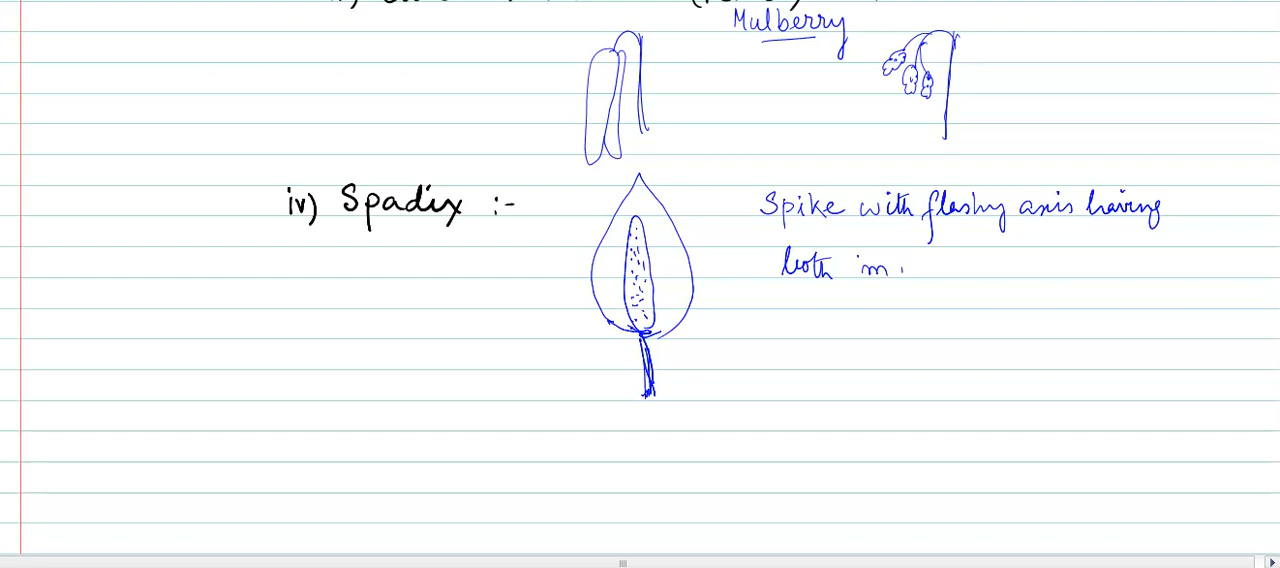 Mulberry
iv) Spadix :-
Spike with fleshy axis having
both m